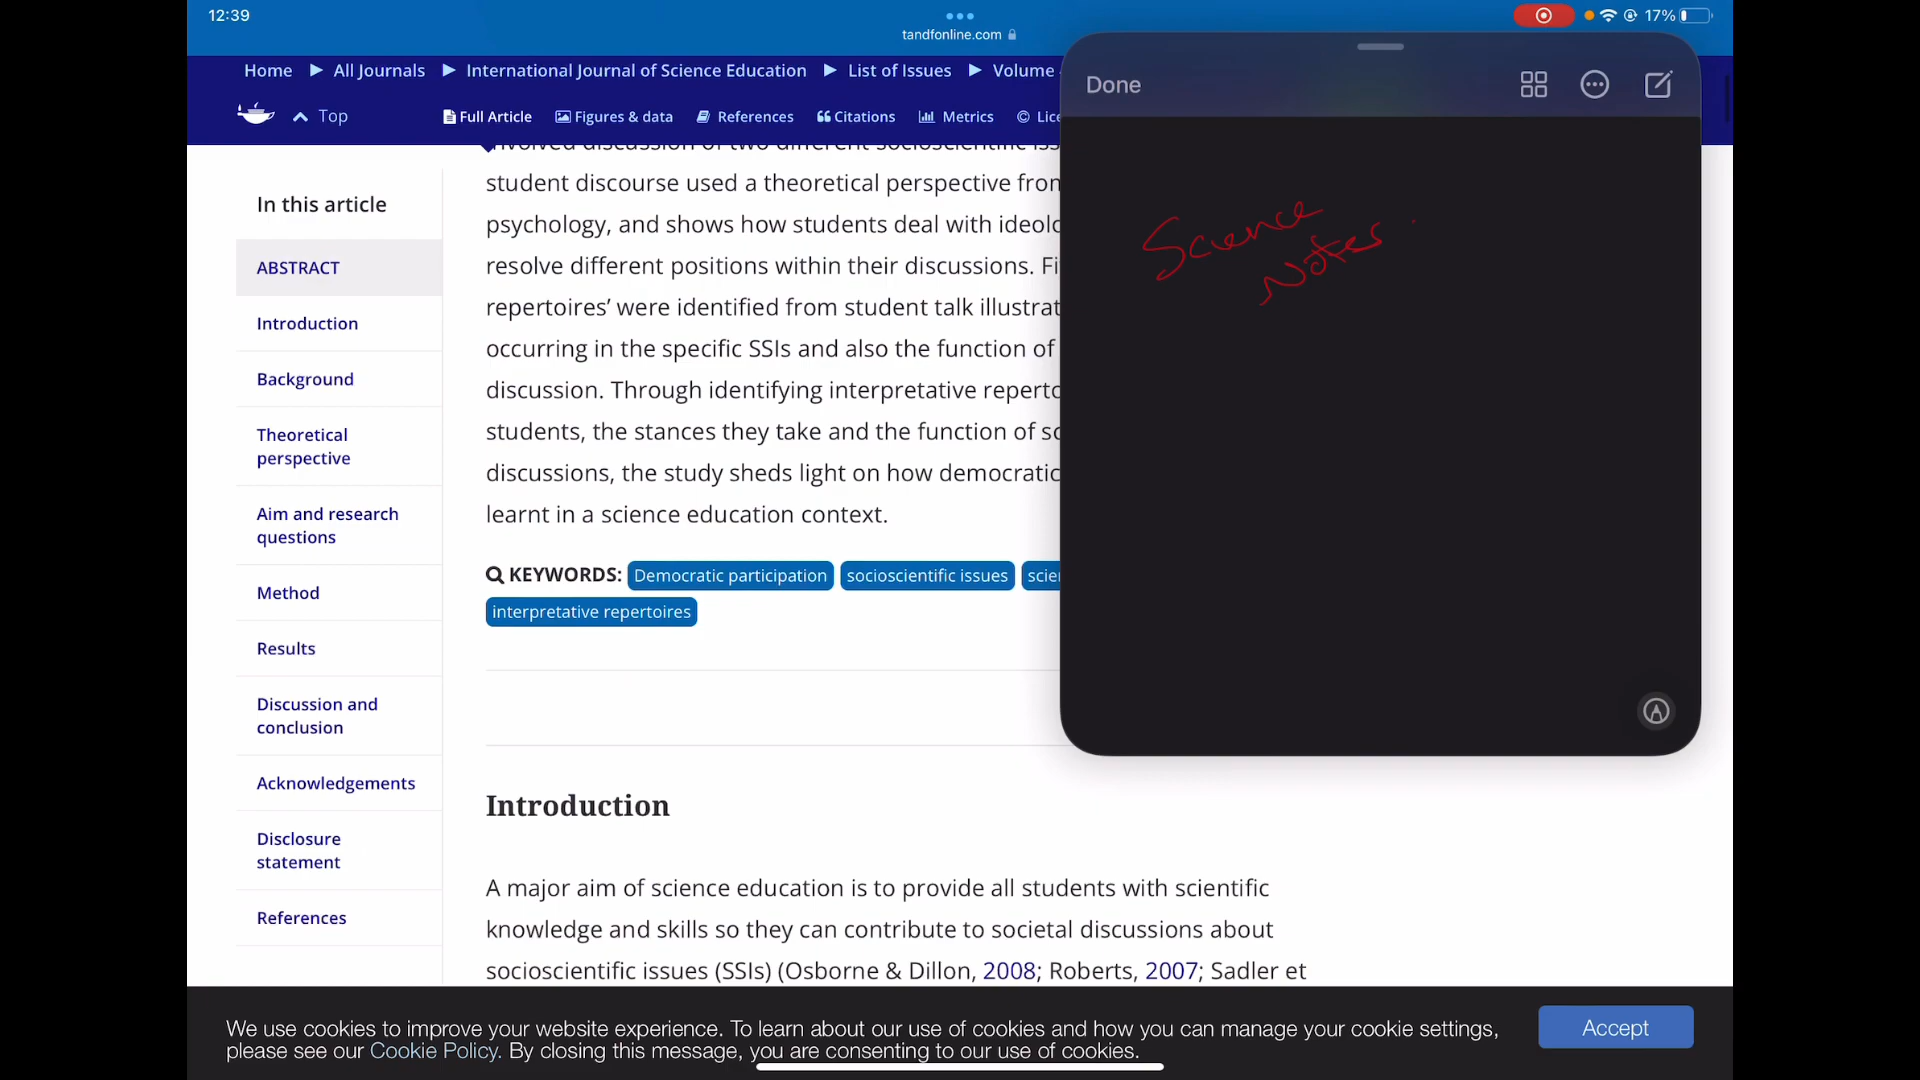 12:39
17%
tandfonline.com
Home ▶ All Journals ▶ International Journal of Science Education ▶ List of Issues ▶ Volume
Top
Full Article
Figures & data
References
Citations
Metrics
In this article
ABSTRACT
Introduction
Background
Theoretical
perspective
Aim and research
questions
Method
Results
Discussion and
conclusion
Acknowledgements
Disclosure
statement
References
involved discussion of two different socioscientific
student discourse used a theoretical perspective from
psychology, and shows how students deal with
resolve different positions within their discussions.
repertoires’ were identified from student talk
occurring in the specific SSIs and also the function of
discussion. Through identifying interpretative
students, the stances they take and the function of
discussions, the study sheds light on how democratic
learnt in a science education context.
KEYWORDS: Democratic participation socioscientific issues
interpretative repertoires
Introduction
A major aim of science education is to provide all students with scientific
knowledge and skills so they can contribute to societal discussions about
socioscientific issues (SSIs) (Osborne & Dillon, 2008; Roberts, 2007; Sadler et
Done
Science
Notes
We use cookies to improve your website experience. To learn about our use of cookies and how you can manage your cookie settings,
please see our Cookie Policy. By closing this message, you are consenting to our use of cookies.
Accept